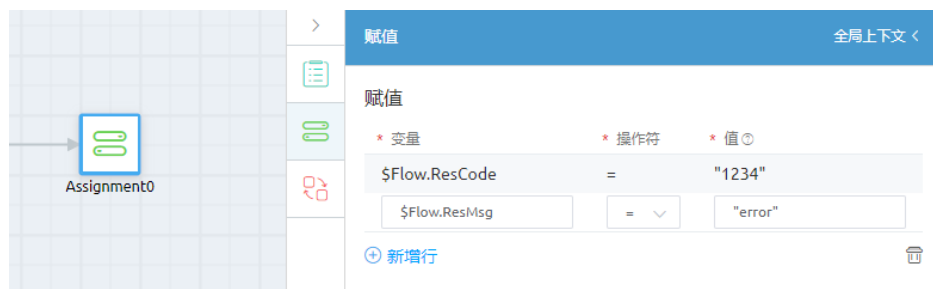 赋值
全局上下文
赋值
* 变量 * 操作符 * 值
$Flow.ResCode = "1234"
$Flow.ResMsg = "error"
新增行
Assignment0